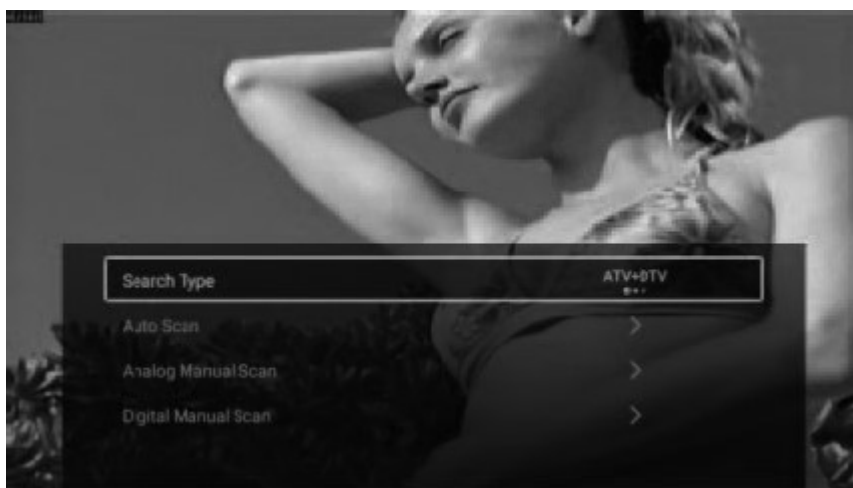 Search Type
ATV+DTV
Auto Scan
Analog Manual Scan
Digital Manual Scan